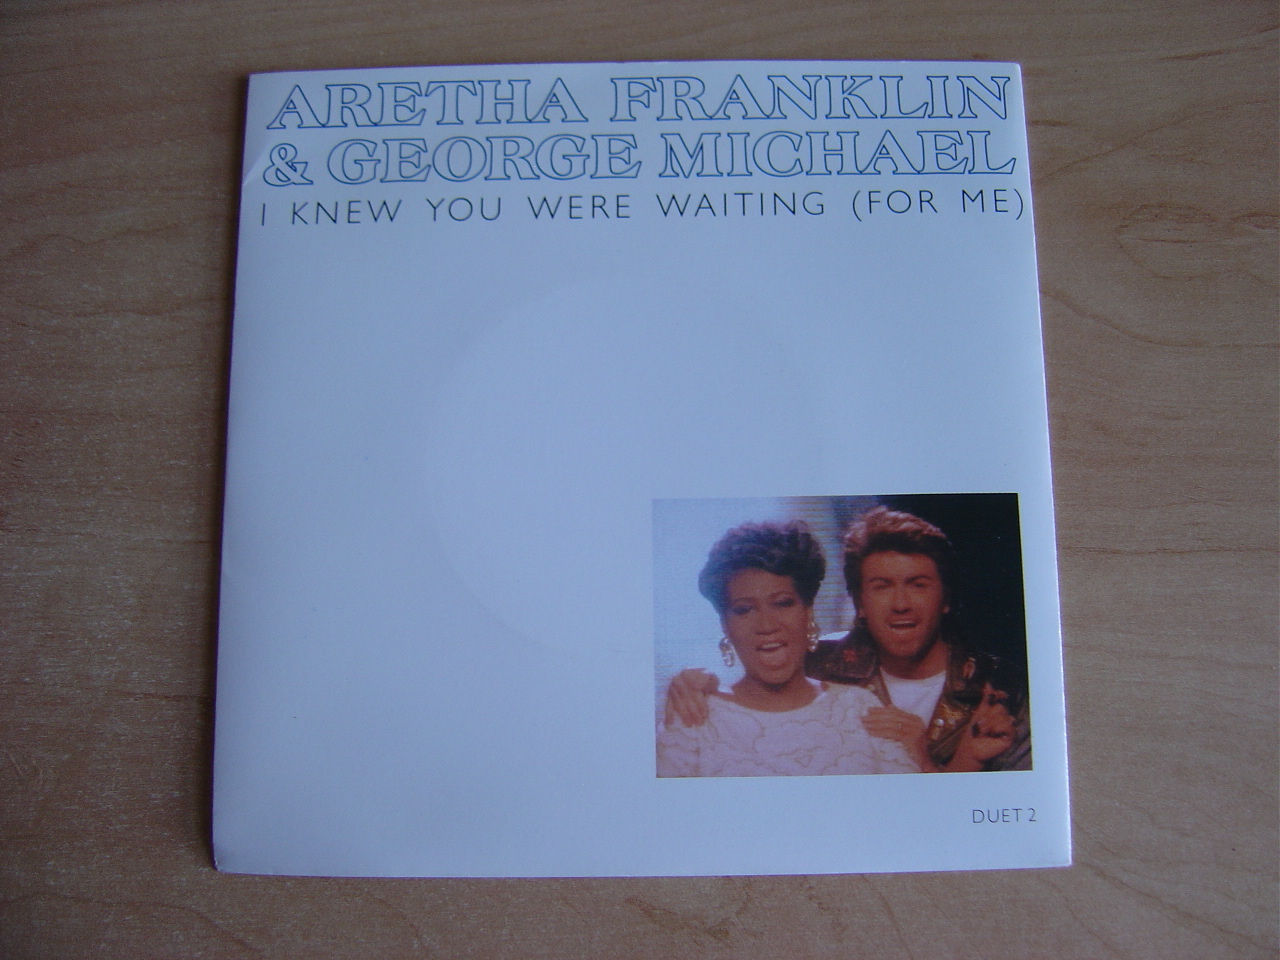 ARETHA FRANKLIN
& GEORGE MICHAEL
I KNEW YOU WERE WAITING (FOR ME)
DUET 2